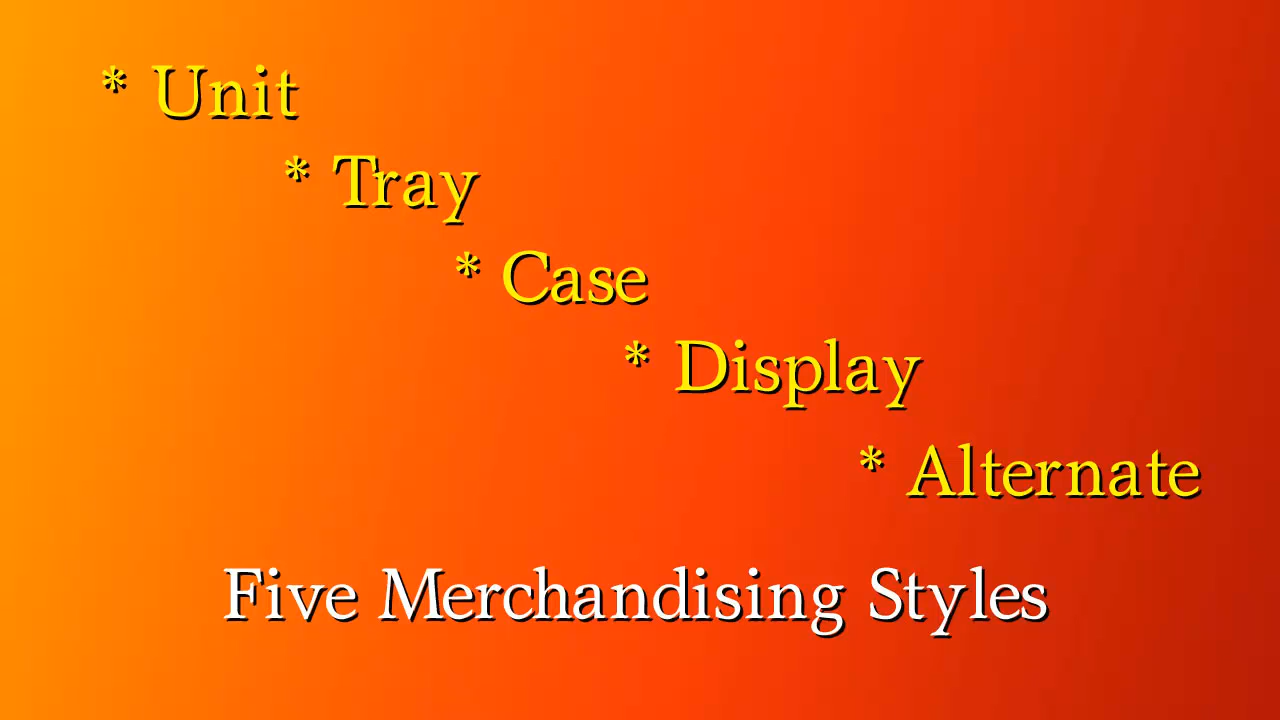 * Unit
* Tray
* Case
* Display
* Alternate
Five Merchandising Styles